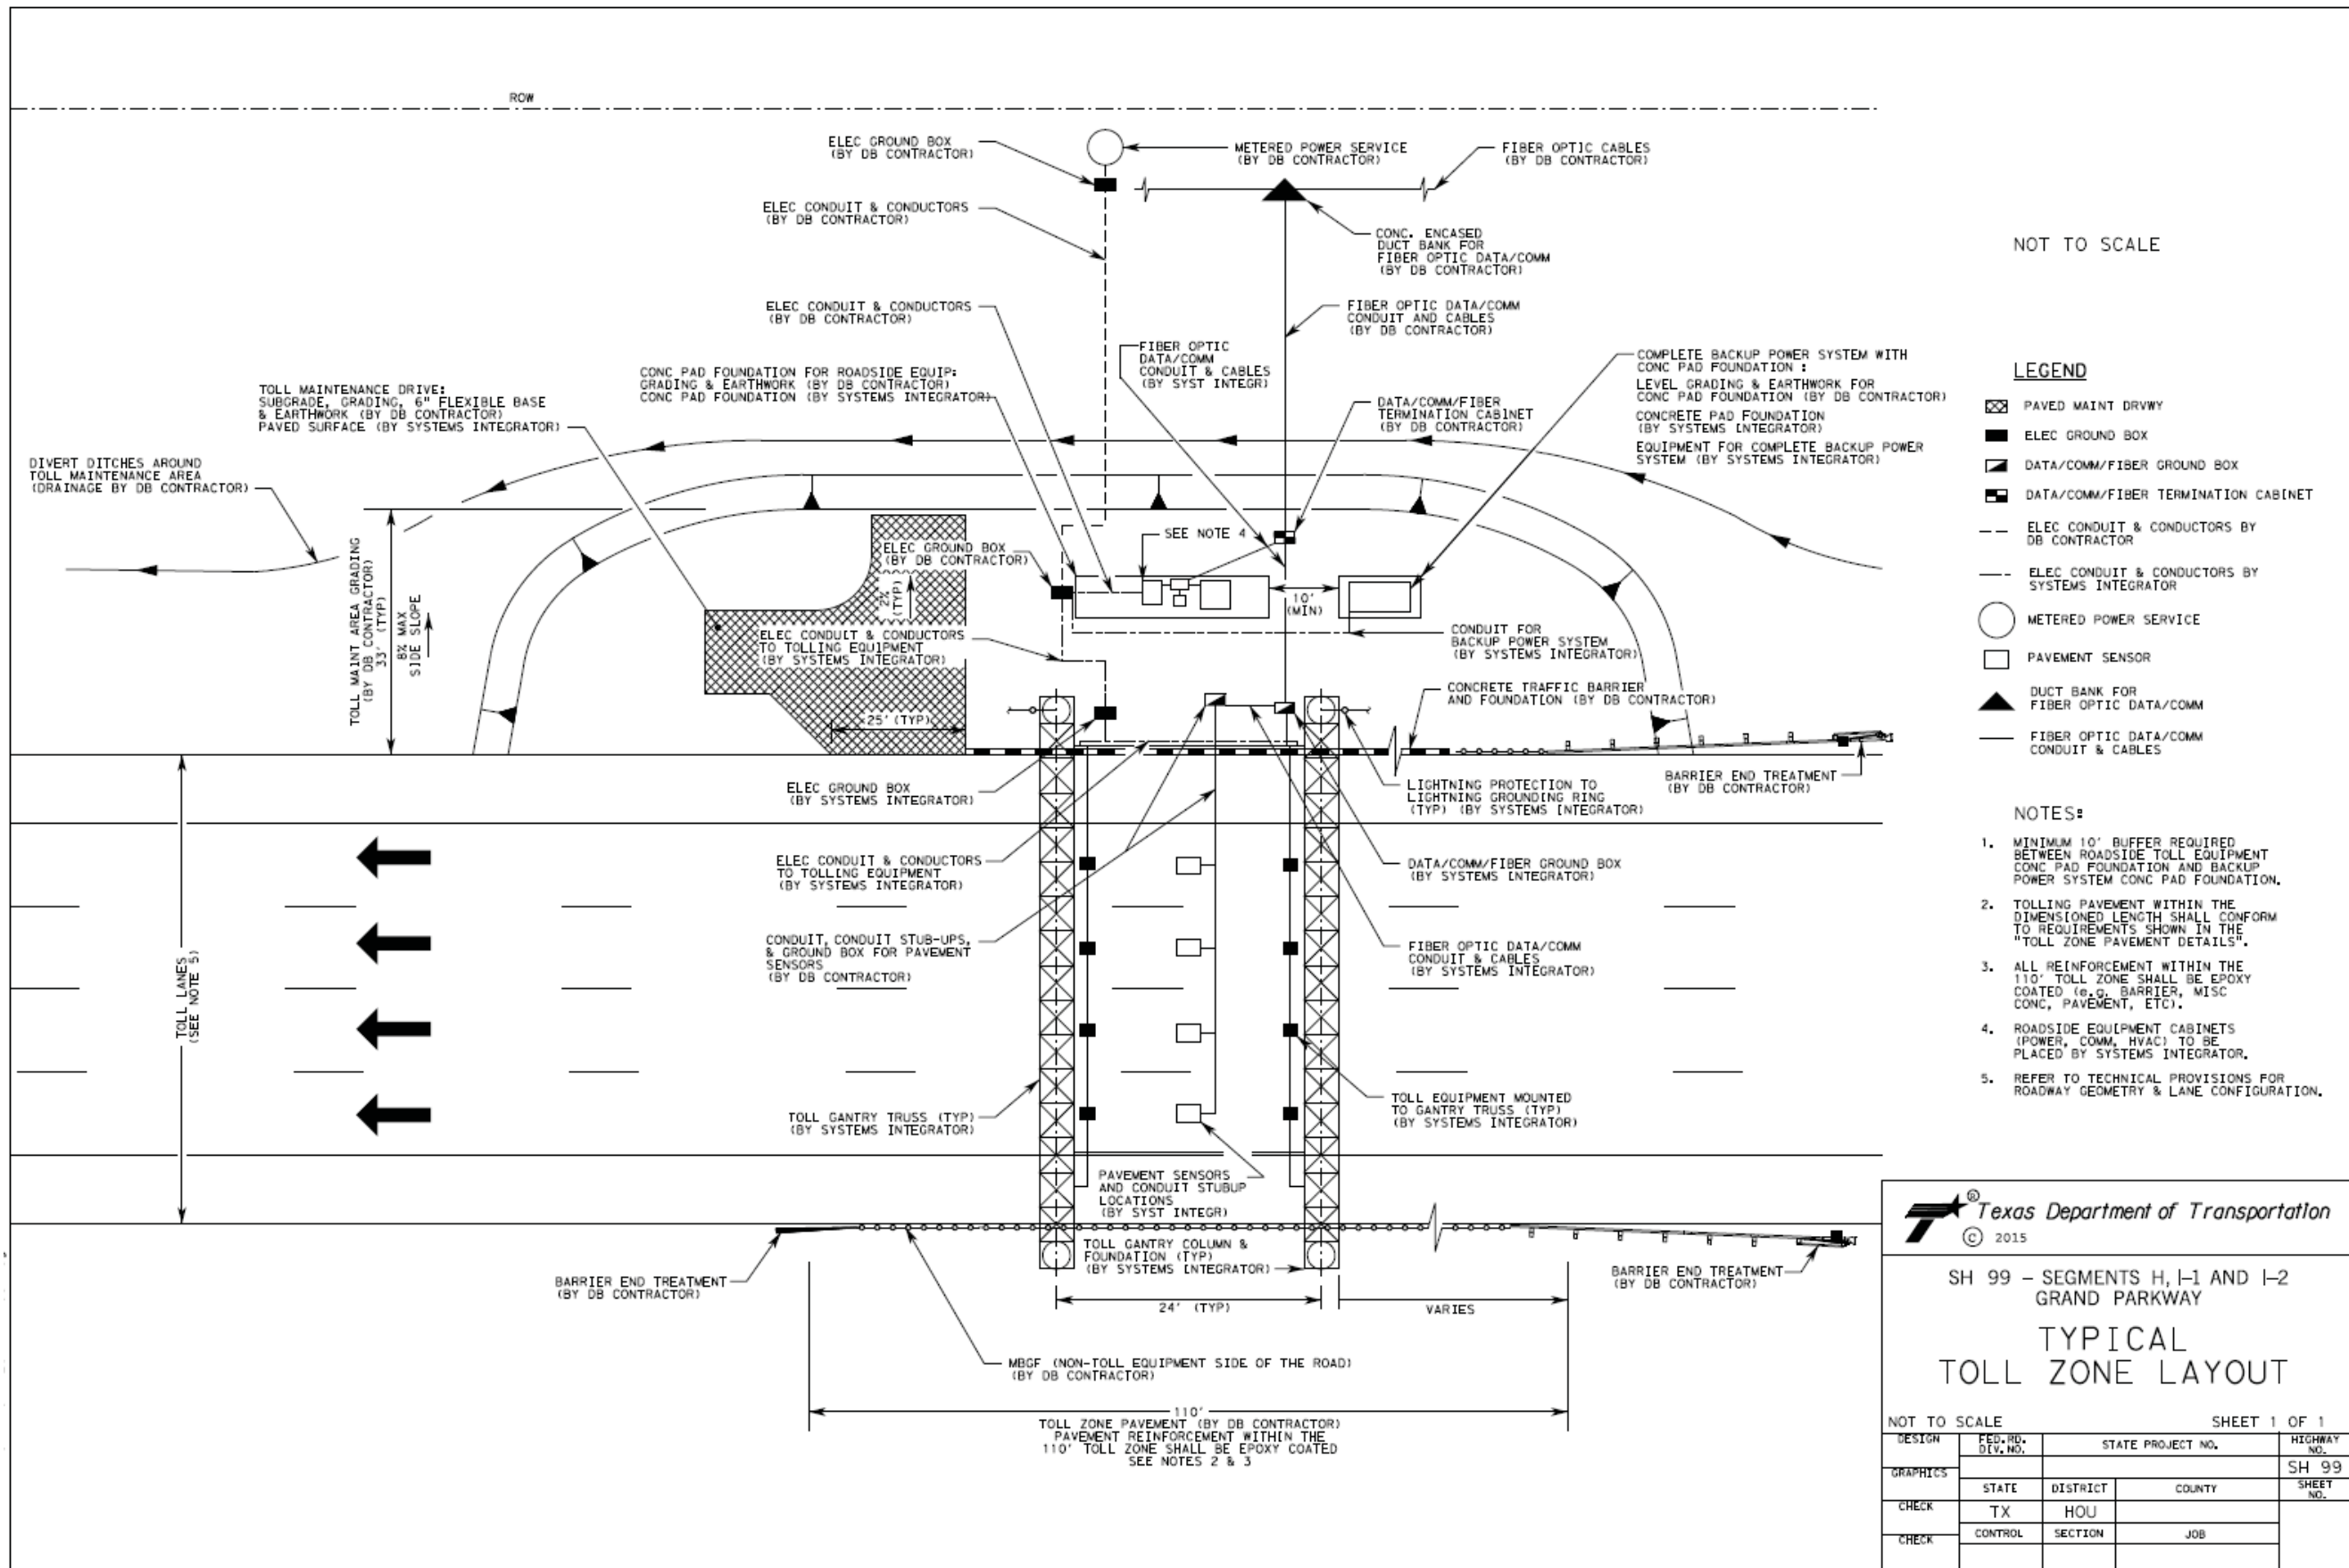 ROW
ELEC GROUND BOX
(BY DB CONTRACTOR)
METERED POWER SERVICE
(BY DB CONTRACTOR)
FIBER OPTIC CABLES
(BY DB CONTRACTOR)
ELEC CONDUIT & CONDUCTORS
(BY DB CONTRACTOR)
CONC. ENCASED
DUCT BANK FOR
FIBER OPTIC DATA/COMM
(BY DB CONTRACTOR)
ELEC CONDUIT & CONDUCTORS
(BY DB CONTRACTOR)
FIBER OPTIC DATA/COMM
CONDUIT AND CABLES
(BY DB CONTRACTOR)
FIBER OPTIC
DATA/COMM
CONDUIT & CABLES
(BY SYST INTEGR)
COMPLETE BACKUP POWER SYSTEM WITH
CONC PAD FOUNDATION :
LEVEL GRADING & EARTHWORK FOR
CONC PAD FOUNDATION (BY DB CONTRACTOR)
CONCRETE PAD FOUNDATION
(BY SYSTEMS INTEGRATOR)
EQUIPMENT FOR COMPLETE BACKUP POWER
SYSTEM (BY SYSTEMS INTEGRATOR)
CONC PAD FOUNDATION FOR ROADSIDE EQUIP:
GRADING & EARTHWORK (BY DB CONTRACTOR)
CONC PAD FOUNDATION (BY SYSTEMS INTEGRATOR)
TOLL MAINTENANCE DRIVE:
SUBGRADE, GRADING, 6" FLEXIBLE BASE
& EARTHWORK (BY DB CONTRACTOR)
PAVED SURFACE (BY SYSTEMS INTEGRATOR)
DATA/COMM/FIBER
TERMINATION CABINET
(BY DB CONTRACTOR)
DIVERT DITCHES AROUND
TOLL MAINTENANCE AREA
(DRAINAGE BY DB CONTRACTOR)
TOLL MAINT AREA GRADING
(BY DB CONTRACTOR)
33' (TYP)
8% MAX
SIDE SLOPE
ELEC GROUND BOX
(BY DB CONTRACTOR)
SEE NOTE 4
2%
(TYP)
10'
(MIN)
ELEC CONDUIT & CONDUCTORS
TO TOLLING EQUIPMENT
(BY SYSTEMS INTEGRATOR)
CONDUIT FOR
BACKUP POWER SYSTEM
(BY SYSTEMS INTEGRATOR)
CONCRETE TRAFFIC BARRIER
AND FOUNDATION (BY DB CONTRACTOR)
25' (TYP)
ELEC GROUND BOX
(BY SYSTEMS INTEGRATOR)
LIGHTNING PROTECTION TO
LIGHTNING GROUNDING RING
(TYP) (BY SYSTEMS INTEGRATOR)
BARRIER END TREATMENT
(BY DB CONTRACTOR)
ELEC CONDUIT & CONDUCTORS
TO TOLLING EQUIPMENT
(BY SYSTEMS INTEGRATOR)
DATA/COMM/FIBER GROUND BOX
(BY SYSTEMS INTEGRATOR)
CONDUIT, CONDUIT STUB-UPS,
& GROUND BOX FOR PAVEMENT
SENSORS
(BY DB CONTRACTOR)
FIBER OPTIC DATA/COMM
CONDUIT & CABLES
(BY SYSTEMS INTEGRATOR)
TOLL LANES
(SEE NOTE 5)
TOLL GANTRY TRUSS (TYP)
(BY SYSTEMS INTEGRATOR)
TOLL EQUIPMENT MOUNTED
TO GANTRY TRUSS (TYP)
(BY SYSTEMS INTEGRATOR)
PAVEMENT SENSORS
AND CONDUIT STUBUP
LOCATIONS
(BY SYST INTEGR)
TOLL GANTRY COLUMN &
FOUNDATION (TYP)
(BY SYSTEMS INTEGRATOR)
BARRIER END TREATMENT
(BY DB CONTRACTOR)
BARRIER END TREATMENT
(BY DB CONTRACTOR)
24' (TYP)
VARIES
MBGF (NON-TOLL EQUIPMENT SIDE OF THE ROAD)
(BY DB CONTRACTOR)
110'
TOLL ZONE PAVEMENT (BY DB CONTRACTOR)
PAVEMENT REINFORCEMENT WITHIN THE
110' TOLL ZONE SHALL BE EPOXY COATED
SEE NOTES 2 & 3
NOT TO SCALE
LEGEND
PAVED MAINT DRVWY
ELEC GROUND BOX
DATA/COMM/FIBER GROUND BOX
DATA/COMM/FIBER TERMINATION CABINET
ELEC CONDUIT & CONDUCTORS BY
DB CONTRACTOR
ELEC CONDUIT & CONDUCTORS BY
SYSTEMS INTEGRATOR
METERED POWER SERVICE
PAVEMENT SENSOR
DUCT BANK FOR
FIBER OPTIC DATA/COMM
FIBER OPTIC DATA/COMM
CONDUIT & CABLES
NOTES:
1. MINIMUM 10' BUFFER REQUIRED
BETWEEN ROADSIDE TOLL EQUIPMENT
CONC PAD FOUNDATION AND BACKUP
POWER SYSTEM CONC PAD FOUNDATION.
2. TOLLING PAVEMENT WITHIN THE
DIMENSIONED LENGTH SHALL CONFORM
TO REQUIREMENTS SHOWN IN THE
"TOLL ZONE PAVEMENT DETAILS".
3. ALL REINFORCEMENT WITHIN THE
110' TOLL ZONE SHALL BE EPOXY
COATED (e.g. BARRIER, MISC
CONC, PAVEMENT, ETC).
4. ROADSIDE EQUIPMENT CABINETS
(POWER, COMM, HVAC) TO BE
PLACED BY SYSTEMS INTEGRATOR.
5. REFER TO TECHNICAL PROVISIONS FOR
ROADWAY GEOMETRY & LANE CONFIGURATION.
® Texas Department of Transportation
© 2015
SH 99 – SEGMENTS H, I–1 AND I–2
GRAND PARKWAY
TYPICAL
TOLL ZONE LAYOUT
NOT TO SCALE SHEET 1 OF 1
DESIGN FED.RD. DIV.NO. STATE PROJECT NO. HIGHWAY NO.
SH 99
GRAPHICS STATE DISTRICT COUNTY SHEET NO.
CHECK TX HOU
CHECK CONTROL SECTION JOB